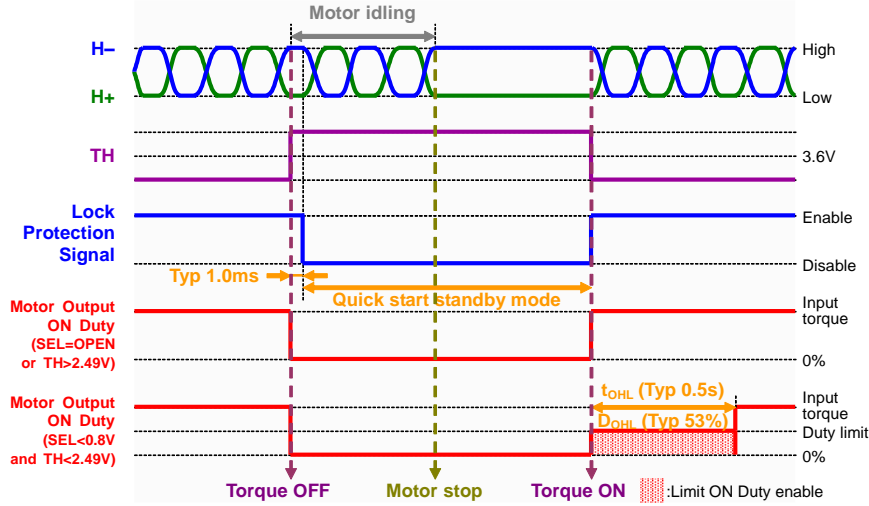 Motor idling
H−
High
H+
Low
TH
3.6V
Lock
Protection
Signal
Enable
Disable
Typ 1.0ms
Quick start standby mode
Motor Output
ON Duty
(SEL=OPEN
or TH>2.49V)
Input
torque
0%
Motor Output
ON Duty
(SEL<0.8V
and TH<2.49V)
tOHL (Typ 0.5s)
DOHL (Typ 53%)
Input
torque
Duty limit
0%
Torque OFF
Motor stop
Torque ON
:Limit ON Duty enable